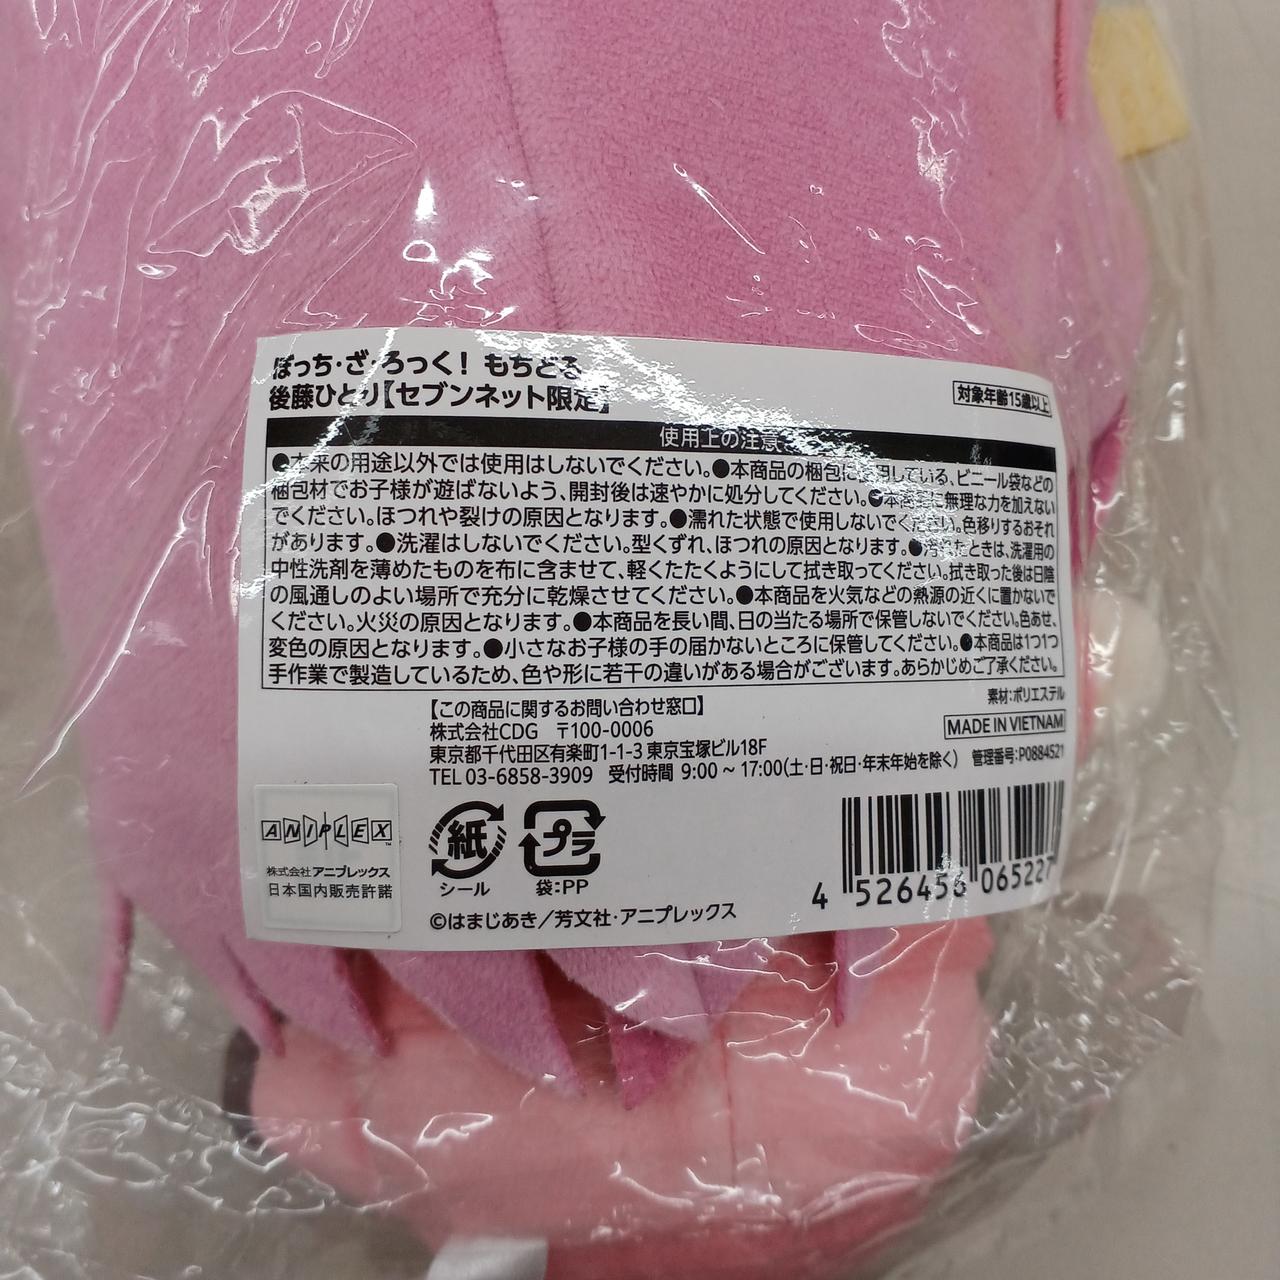 ぼっち・ざ・ろっく！ もちどる
後藤ひとり【セブンネット限定】
対象年齢15歳以上
使用上の注意
●本来の用途以外では使用はしないでください。●本商品の梱包に使用している、ビニール袋などの
梱包材でお子様が遊ばないよう、開封後は速やかに処分してください。●本商品に無理な力を加えない
でください。ほつれや裂けの原因となります。●濡れた状態で使用しないでください。色移りするおそれ
があります。●洗濯はしないでください。型くずれ、ほつれの原因となります。●汚れたときは、洗濯用の
中性洗剤を薄めたものを布に含ませて、軽くたたくようにして拭き取ってください。拭き取った後は日陰
の風通しのよい場所で充分に乾燥させてください。●本商品を火気などの熱源の近くに置かないで
ください。火災の原因となります。●本商品を長い間、日の当たる場所で保管しないでください。色あせ、
変色の原因となります。●小さなお子様の手の届かないところに保管してください。●本商品は1つ1つ
手作業で製造しているため、色や形に若干の違いがある場合がございます。あらかじめご了承ください。
素材：ポリエステル
【この商品に関するお問い合わせ窓口】
株式会社CDG 〒100-0006
MADE IN VIETNAM
東京都千代田区有楽町1-1-3 東京宝塚ビル18F
TEL 03-6858-3909 受付時間 9:00 ~ 17:00(土・日・祝日・年末年始を除く) 管理番号:P0884521
ANIPLEX™
株式会社アニプレックス
日本国内販売許諾
紙
シール
プラ
袋:PP
4 526456 065227
©はまじあき／芳文社・アニプレックス